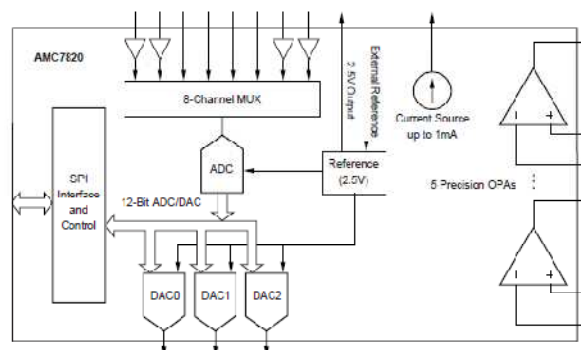 AMC7820
8-Channel MUX
2.5V Output
External Reference
Current Source
up to 1mA
ADC
Reference
(2.5V)
SPI
Interface
and
Control
5 Precision OPAs
12-Bit ADC/DAC
DAC0
DAC1
DAC2